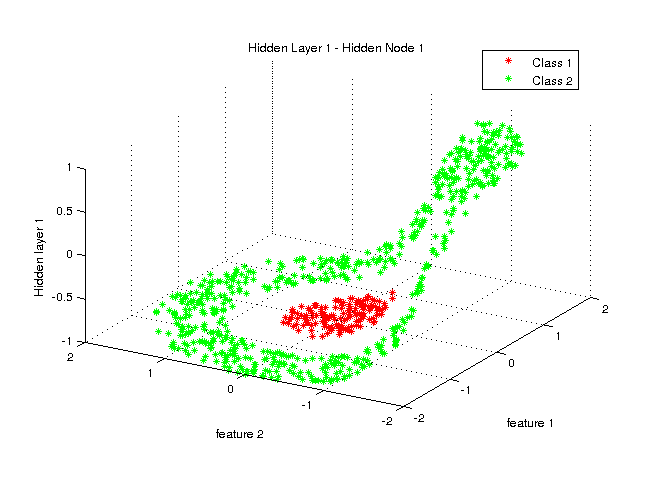 Hidden Layer 1 - Hidden Node 1
Class 1
Class 2
1
0.5
0
-0.5
-1
Hidden layer 1
2
1
0
-1
-2
feature 2
-2
-1
0
1
2
feature 1